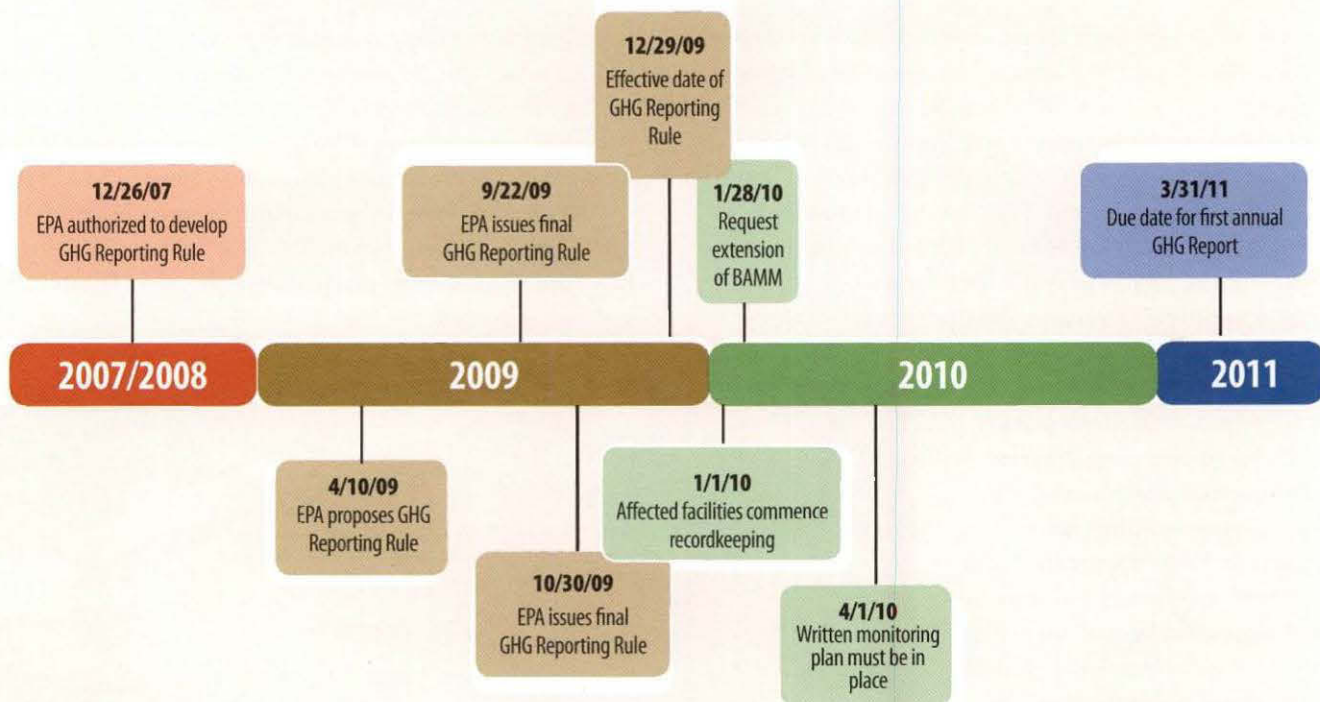 12/29/09
Effective date of
GHG Reporting
Rule
12/26/07
EPA authorized to develop
GHG Reporting Rule
9/22/09
EPA issues final
GHG Reporting Rule
1/28/10
Request
extension
of BAMM
3/31/11
Due date for first annual
GHG Report
2007/2008
2009
2010
2011
4/10/09
EPA proposes GHG
Reporting Rule
10/30/09
EPA issues final
GHG Reporting Rule
1/1/10
Affected facilities commence
recordkeeping
4/1/10
Written monitoring
plan must be in
place